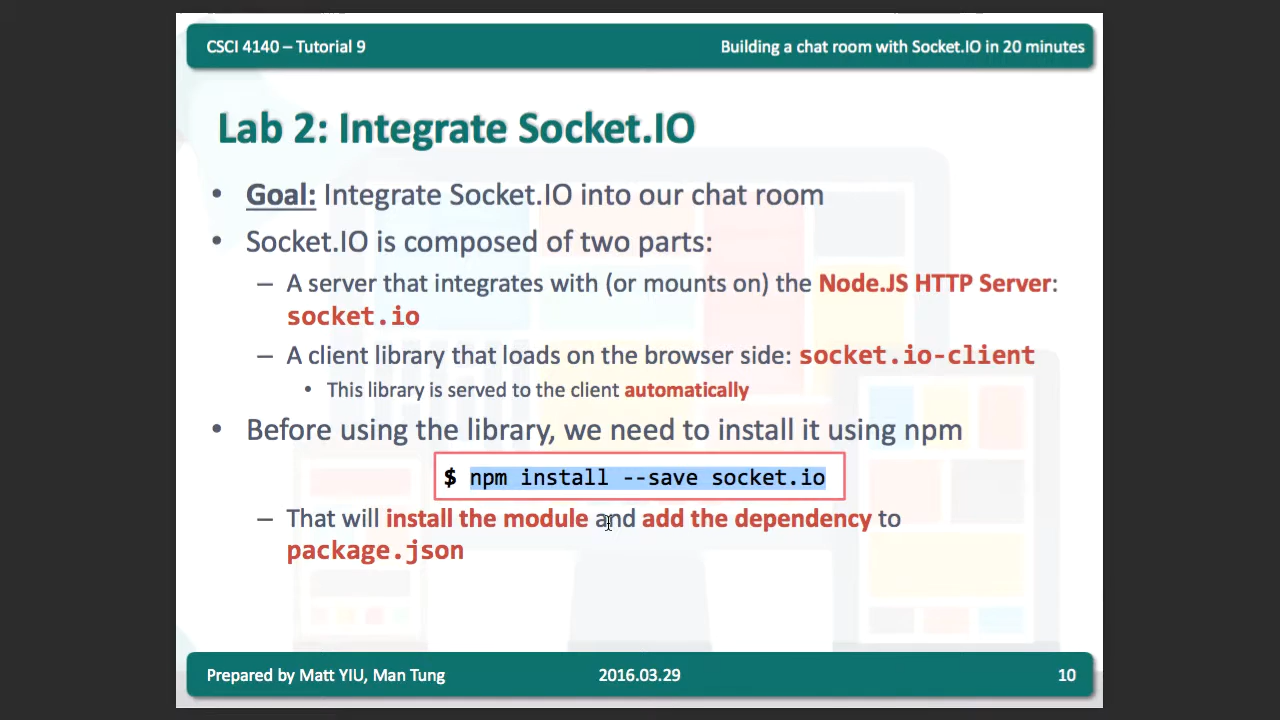 CSCI 4140 – Tutorial 9
Building a chat room with Socket.IO in 20 minutes
Lab 2: Integrate Socket.IO
• Goal: Integrate Socket.IO into our chat room
• Socket.IO is composed of two parts:
– A server that integrates with (or mounts on) the Node.JS HTTP Server:
socket.io
– A client library that loads on the browser side: socket.io-client
• This library is served to the client automatically
• Before using the library, we need to install it using npm
$ npm install --save socket.io
– That will install the module and add the dependency to
package.json
Prepared by Matt YIU, Man Tung
2016.03.29
10